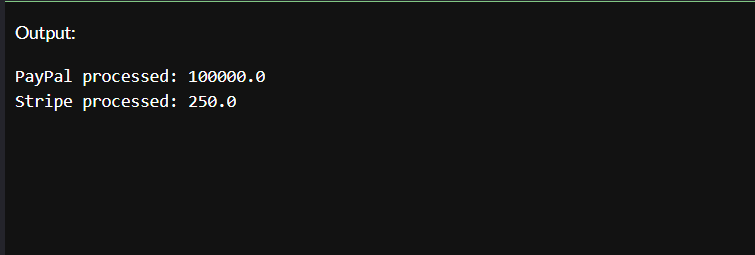 Output:
PayPal processed: 100000.0
Stripe processed: 250.0